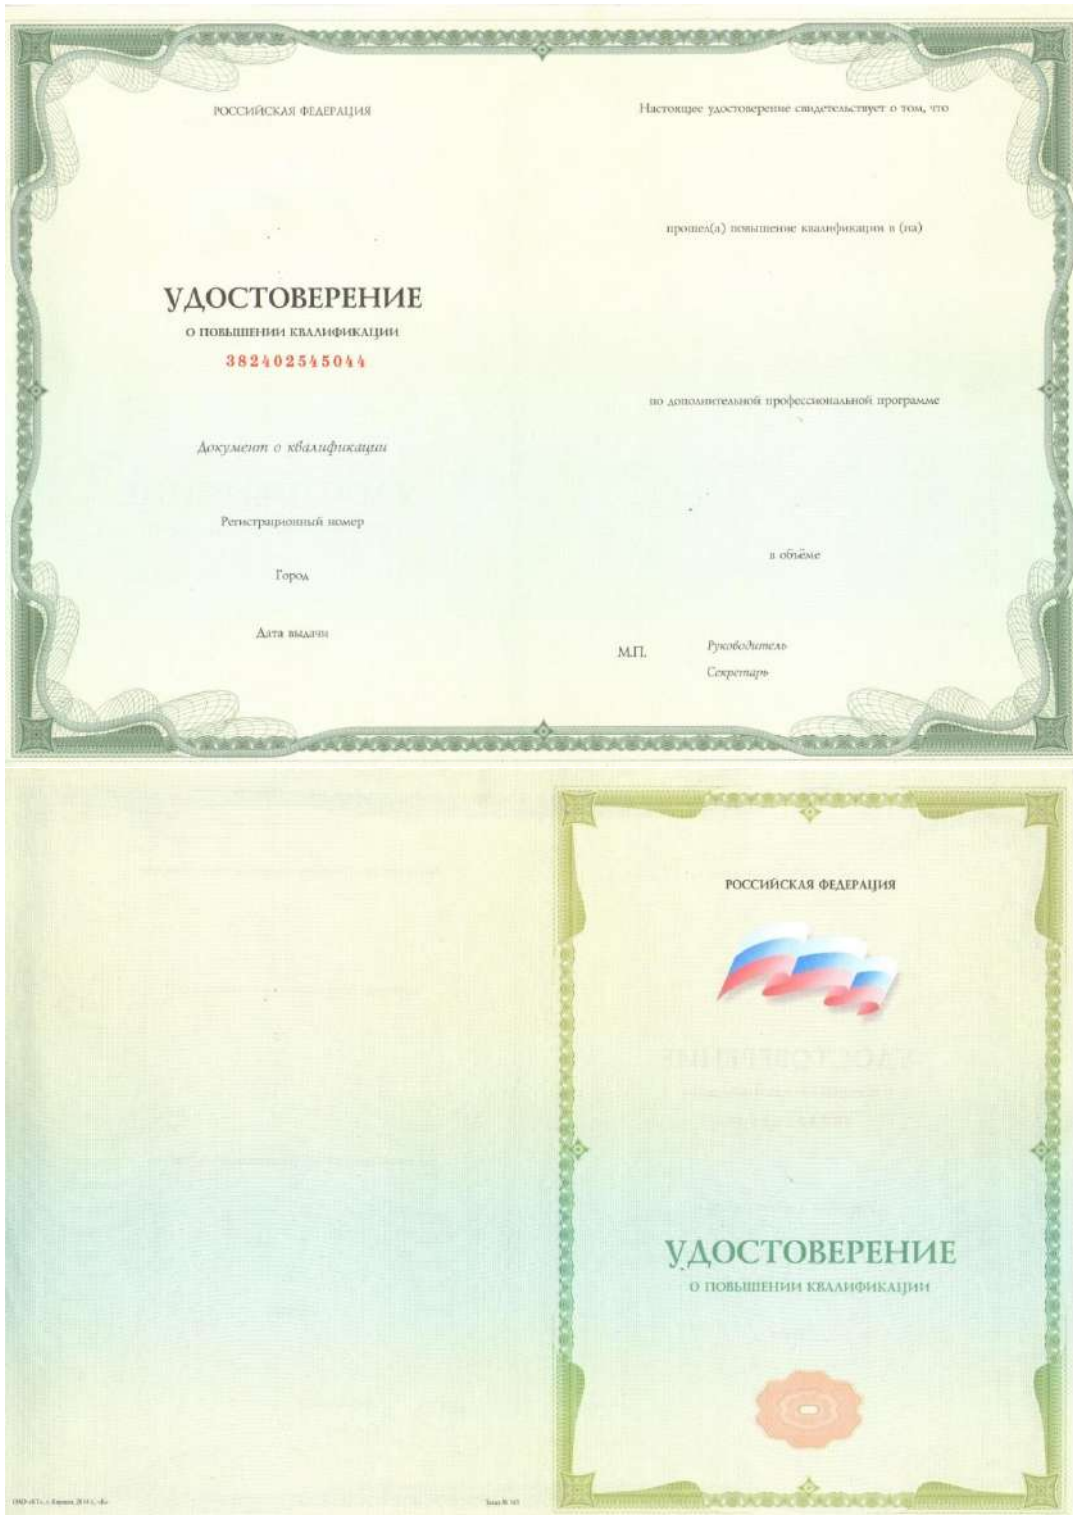 РОССИЙСКАЯ ФЕДЕРАЦИЯ
УДОСТОВЕРЕНИЕ
О ПОВЫШЕНИИ КВАЛИФИКАЦИИ
382402545044
Документ о квалификации
Регистрационный номер
Город
Дата выдачи
Настоящее удостоверение свидетельствует о том, что
прошел(а) повышение квалификации в (на)
по дополнительной профессиональной программе
в объёме
М.П.
Руководитель
Секретарь
РОССИЙСКАЯ ФЕДЕРАЦИЯ
УДОСТОВЕРЕНИЕ
О ПОВЫШЕНИИ КВАЛИФИКАЦИИ